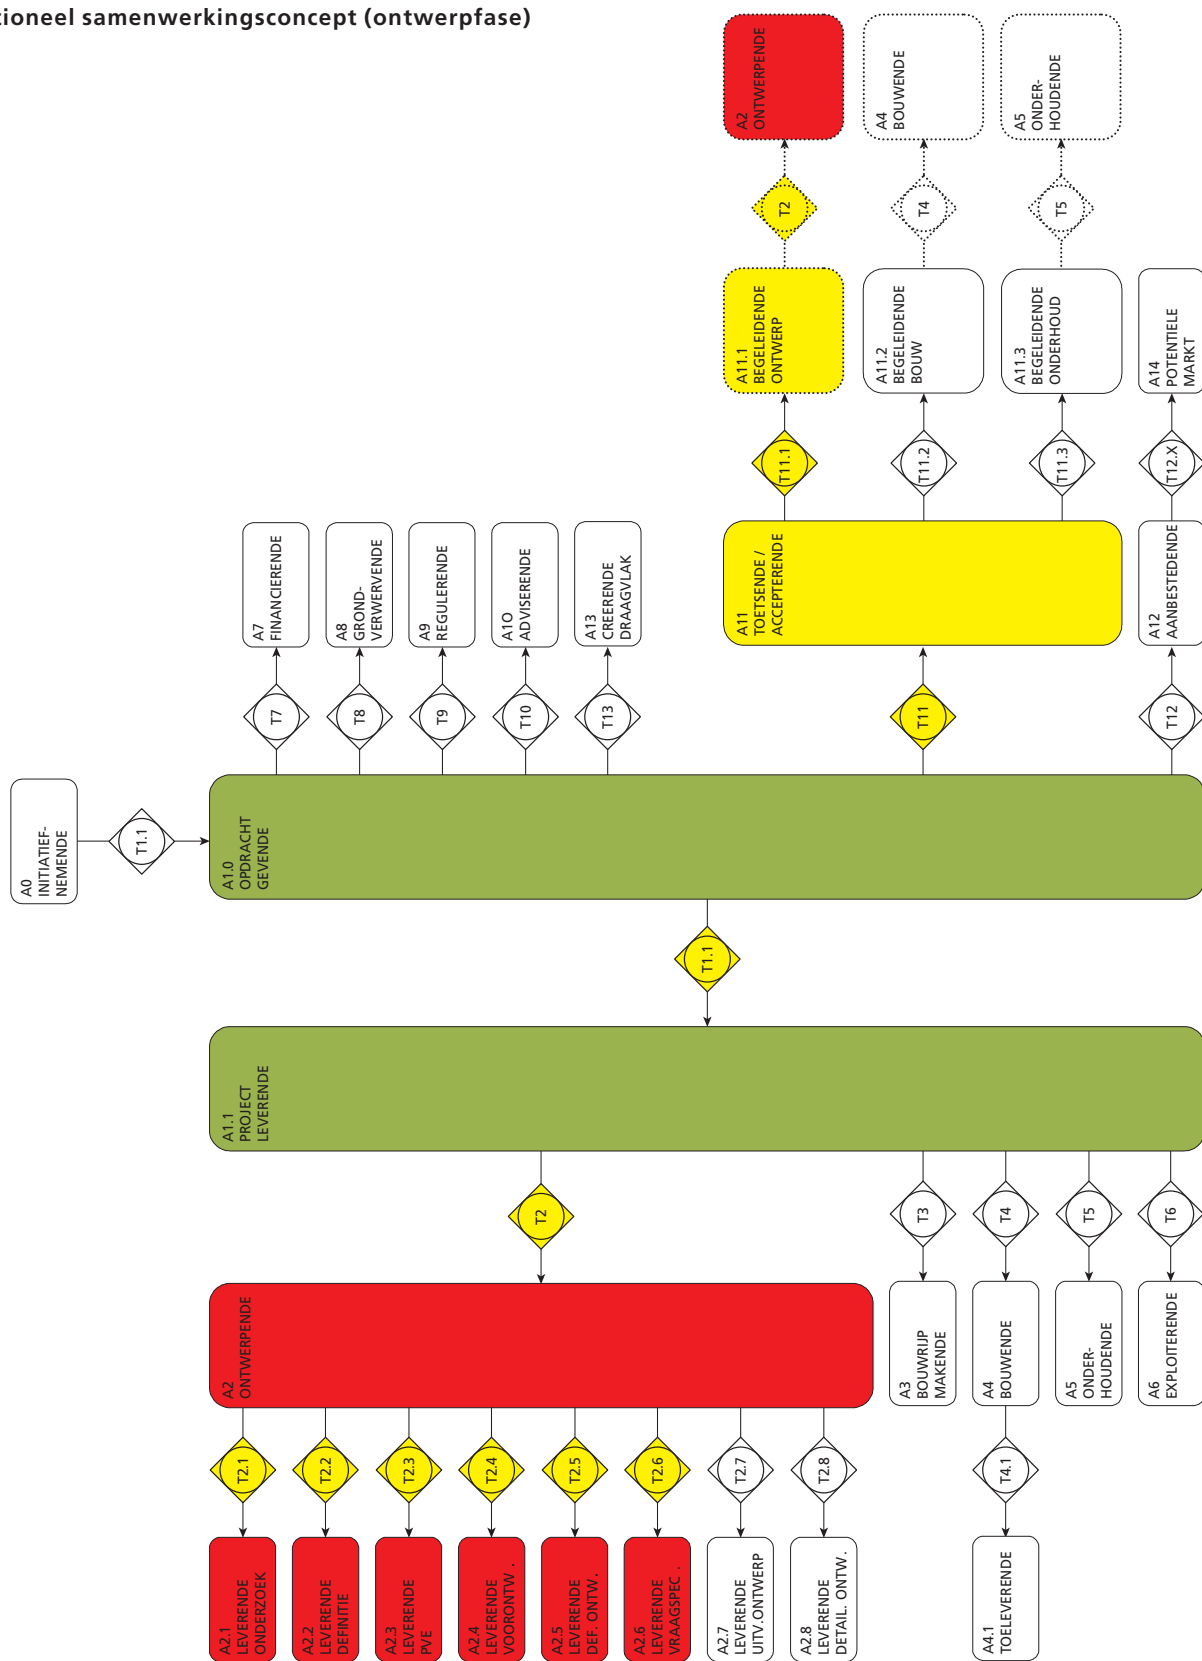 tioneel samenwerkingsconcept (ontwerpfase)
A0
INITIATIEF-
NEMENDE
T1.1
A1.0
OPDRACHT
GEVENDE
T7
A7
FINANCIERENDE
T8
A8
GROND-
VERWERVENDE
T9
A9
REGULERENDE
T10
A1O
ADVISERENDE
T13
A13
CREERENDE
DRAAGVLAK
T11
A11
TOETSENDE /
ACCEPTERENDE
T11.1
A11.1
BEGELEIDENDE
ONTWERP
T2
A2
ONTWERPENDE
T11.2
A11.2
BEGELEIDENDE
BOUW
T4
A4
BOUWENDE
T11.3
A11.3
BEGELEIDENDE
ONDERHOUD
T5
A5
ONDER-
HOUDENDE
T12
A12
AANBESTEDENDE
T12.X
A14
POTENTIELE
MARKT
T1.1
A1.1
PROJECT
LEVERENDE
T2
A2
ONTWERPENDE
T2.1
A2.1
LEVERENDE
ONDERZOEK
T2.2
A2.2
LEVERENDE
DEFINITIE
T2.3
A2.3
LEVERENDE
PVE
T2.4
A2.4
LEVERENDE
VOORONTW .
T2.5
A2.5
LEVERENDE
DEF. ONTW.
T2.6
A2.6
LEVERENDE
VRAAGSPEC .
T2.7
A2.7
LEVERENDE
UITV.ONTWERP
T2.8
A2.8
LEVERENDE
DETAIL. ONTW.
T3
A3
BOUWRIJP
MAKENDE
T4
A4
BOUWENDE
T4.1
A4.1
TOELEVERENDE
T5
A5
ONDER-
HOUDENDE
T6
A6
EXPLOITERENDE